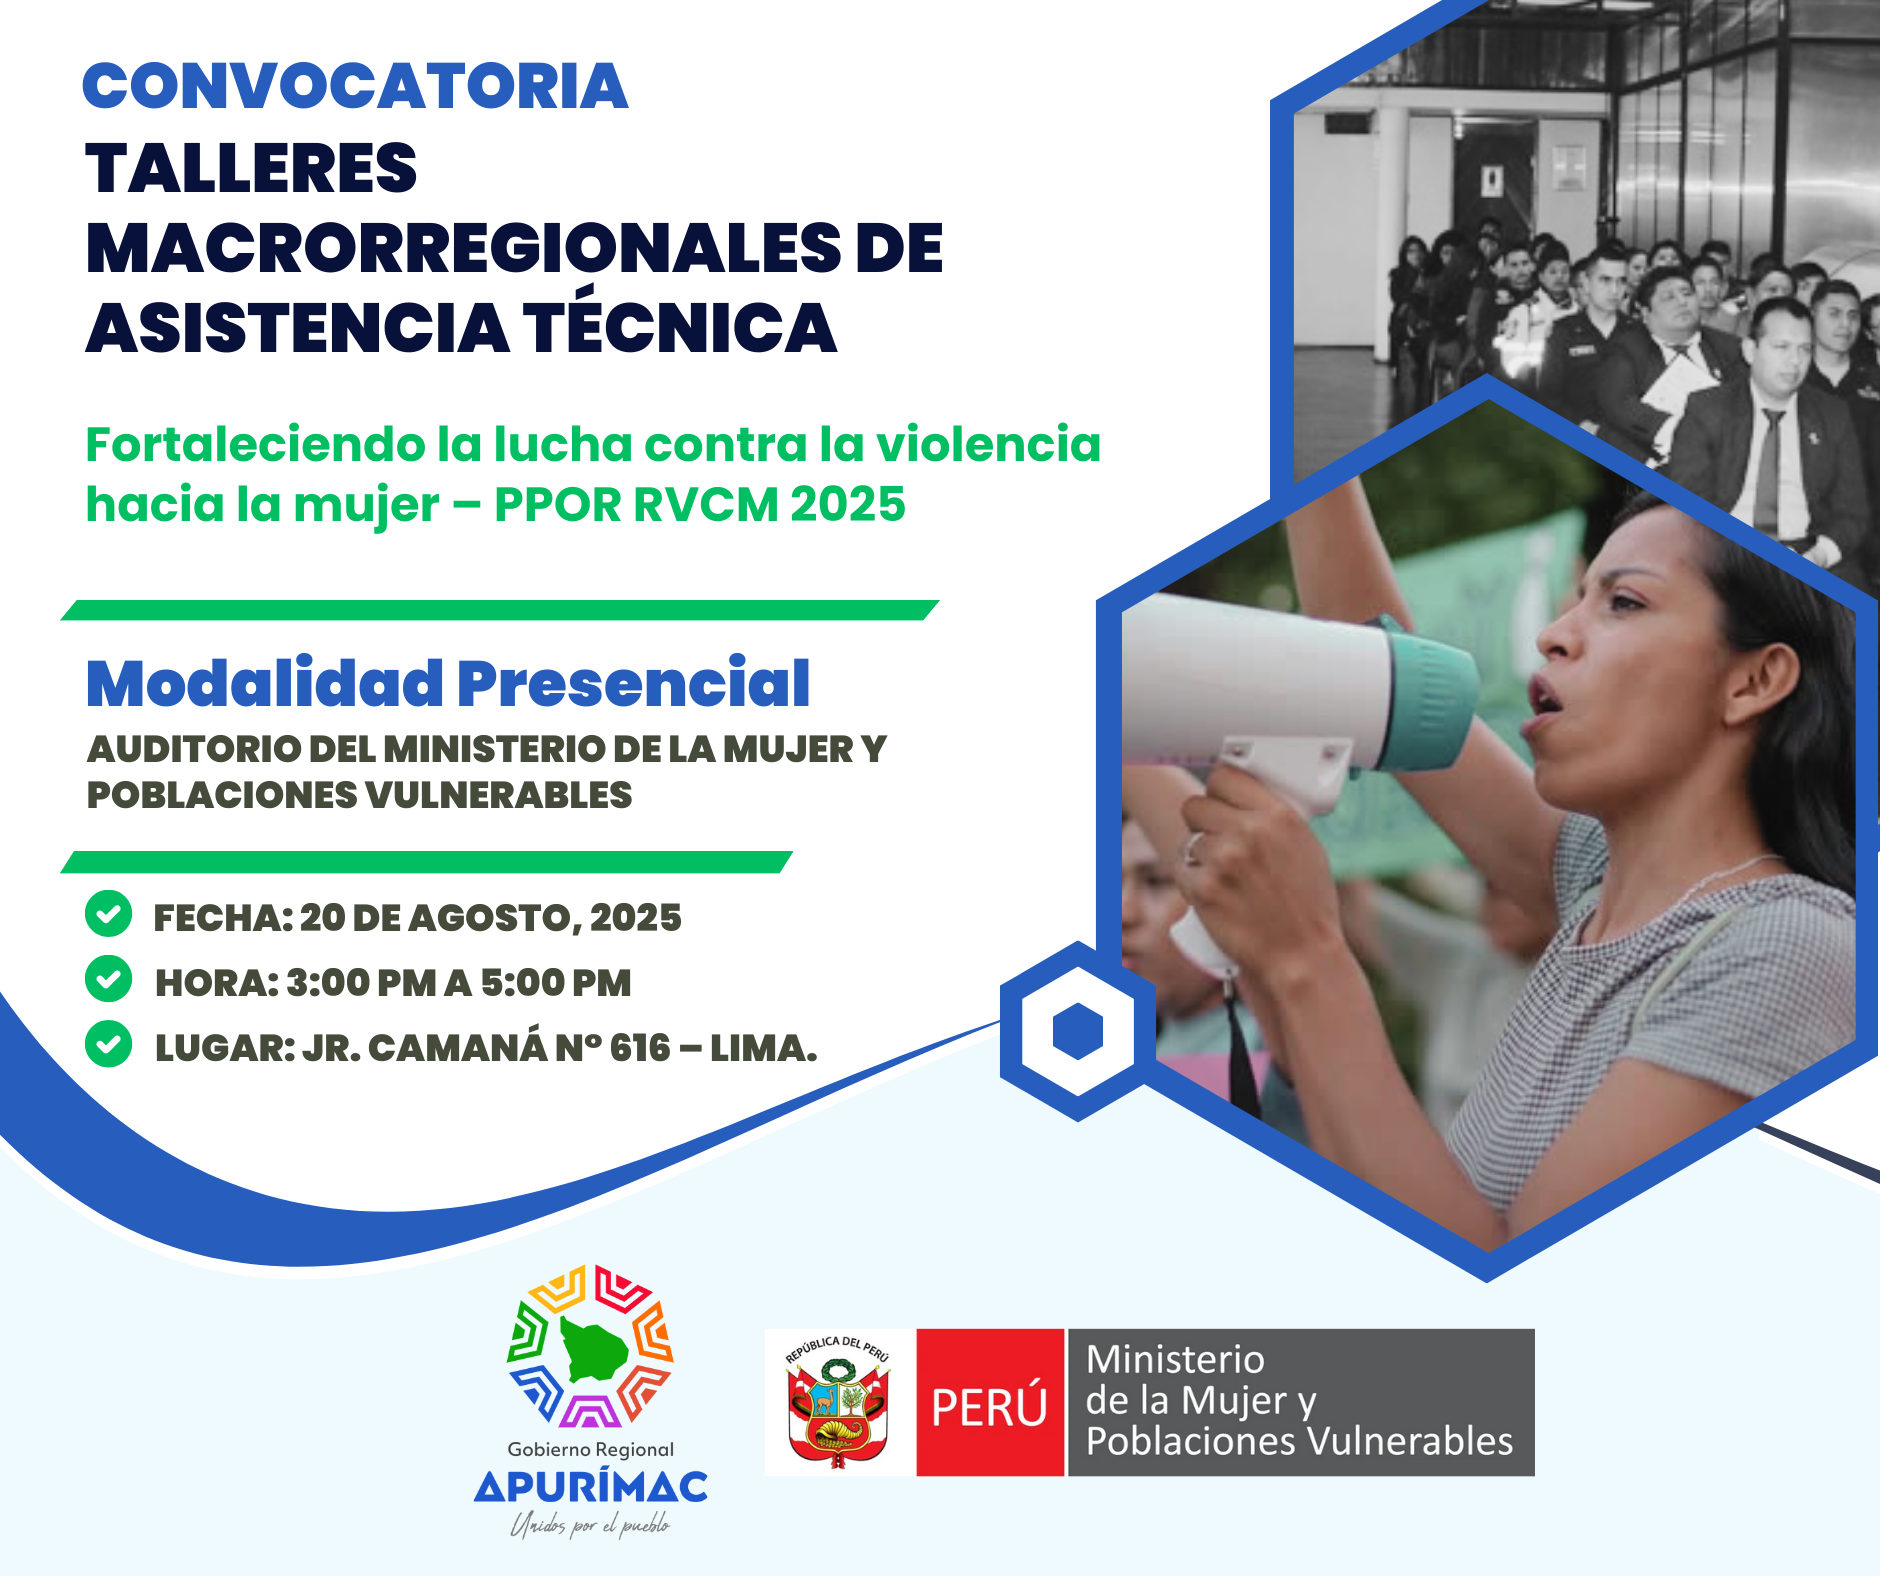 CONVOCATORIA
TALLERES
MACRORREGIONALES DE
ASISTENCIA TÉCNICA
Fortaleciendo la lucha contra la violencia
hacia la mujer – PPOR RVCM 2025
Modalidad Presencial
AUDITORIO DEL MINISTERIO DE LA MUJER Y
POBLACIONES VULNERABLES
FECHA: 20 DE AGOSTO, 2025
HORA: 3:00 PM A 5:00 PM
LUGAR: JR. CAMANÁ N° 616 – LIMA.
Gobierno Regional
APURÍMAC
Unidos por el pueblo
REPÚBLICA DEL PERÚ
PERÚ
Ministerio
de la Mujer y
Poblaciones Vulnerables